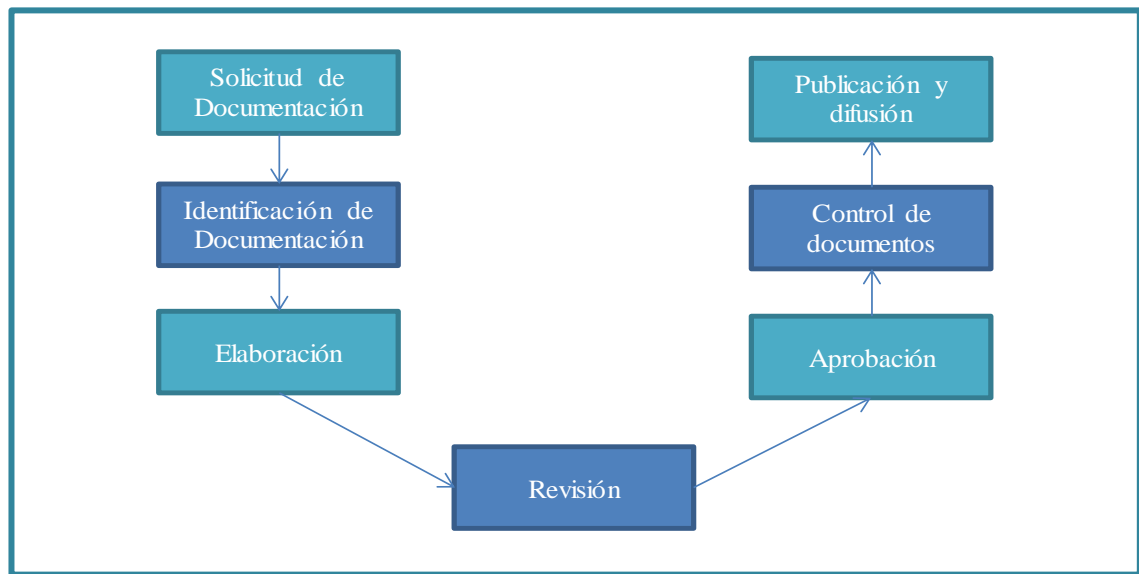 Solicitud de
Documentación
Identificación de
Documentación
Elaboración
Revisión
Aprobación
Control de
documentos
Publicación y
difusión